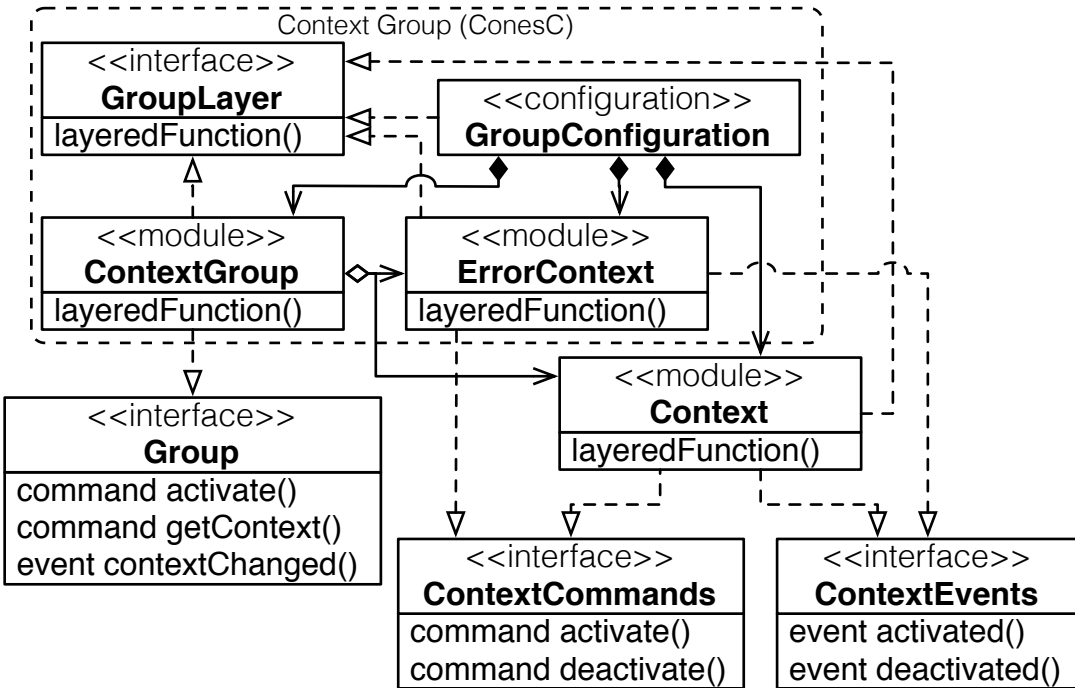 Context Group (ConesC)
<<interface>>
GroupLayer
layeredFunction()
<<configuration>>
GroupConfiguration
<<module>>
ContextGroup
layeredFunction()
<<module>>
ErrorContext
layeredFunction()
<<module>>
Context
layeredFunction()
<<interface>>
Group
command activate()
command getContext()
event contextChanged()
<<interface>>
ContextCommands
command activate()
command deactivate()
<<interface>>
ContextEvents
event activated()
event deactivated()